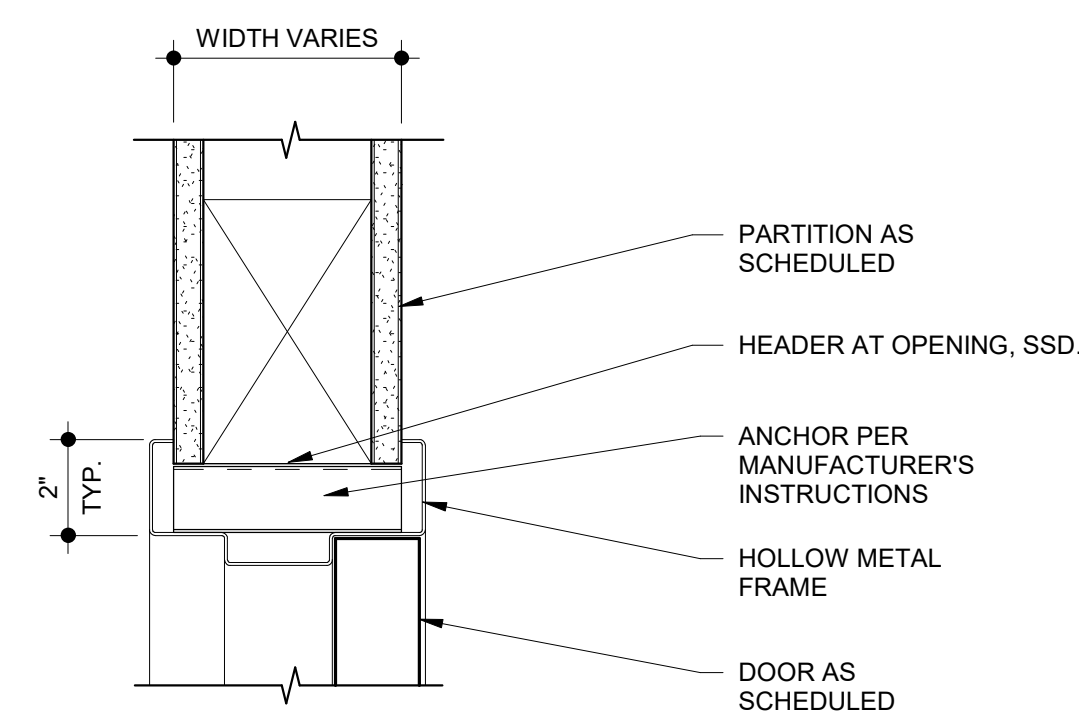 WIDTH VARIES
PARTITION AS
SCHEDULED
HEADER AT OPENING, SSD.
ANCHOR PER
MANUFACTURER'S
INSTRUCTIONS
2"
TYP.
HOLLOW METAL
FRAME
DOOR AS
SCHEDULED